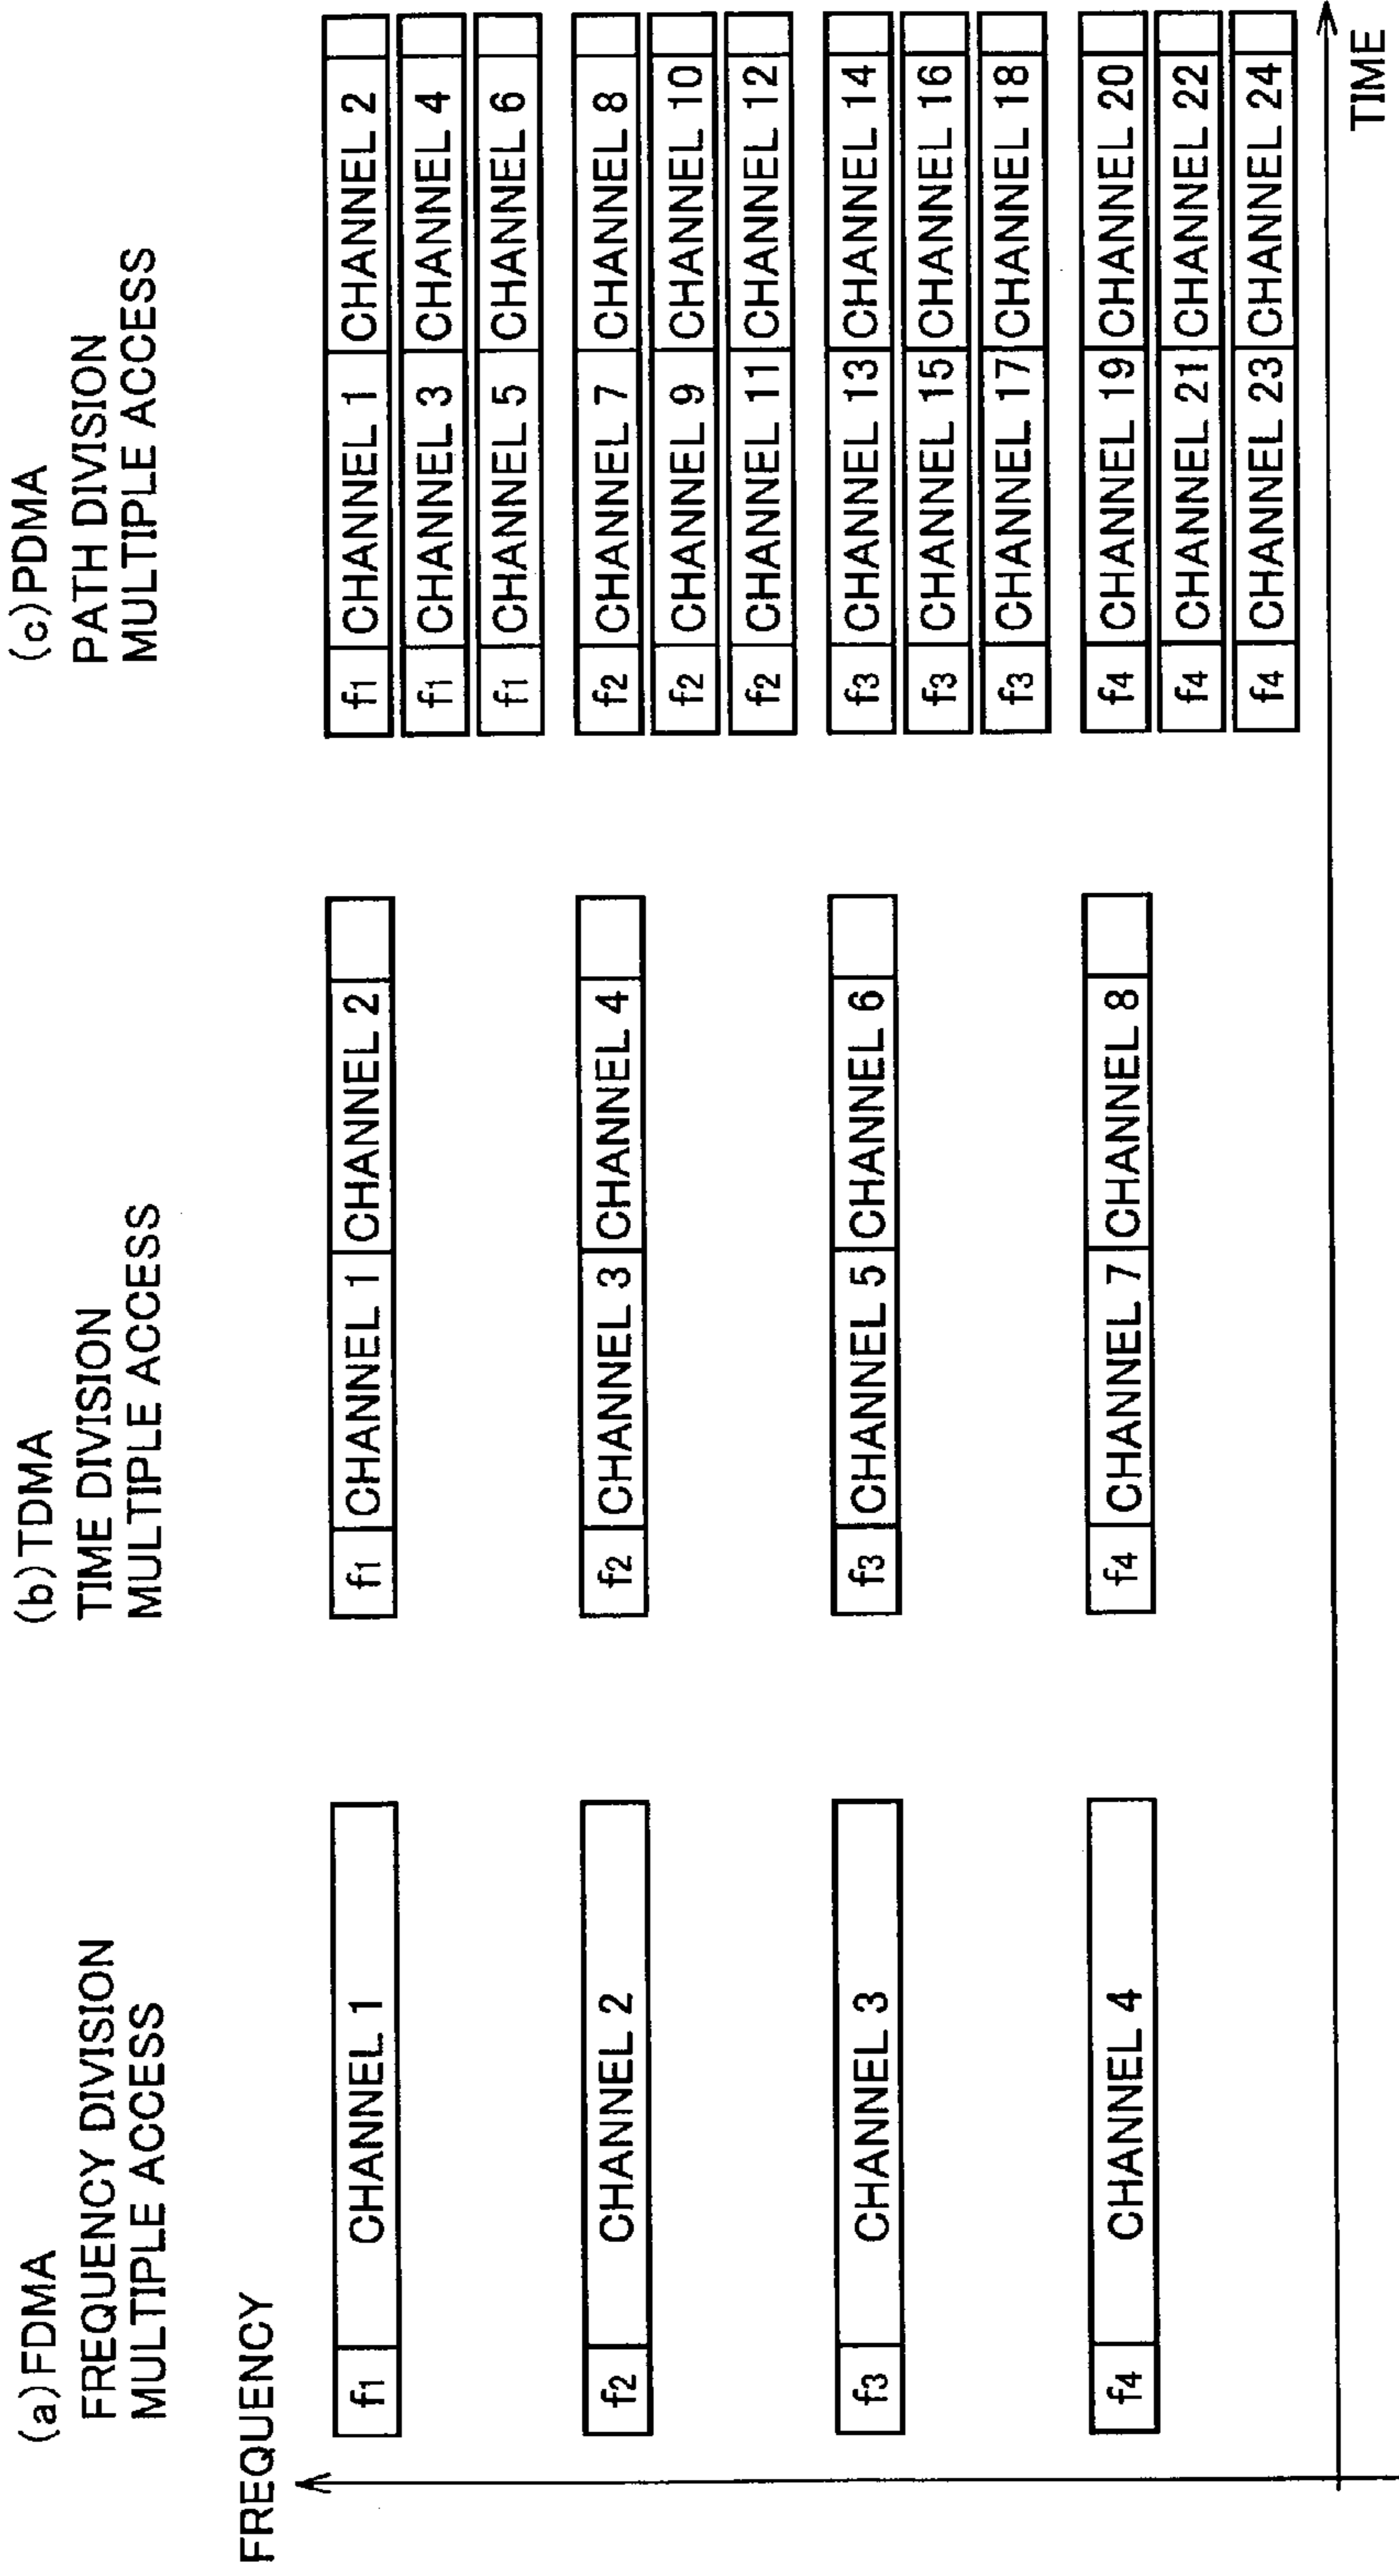 (a)FDMA
FREQUENCY DIVISION
MULTIPLE ACCESS
FREQUENCY
f1 CHANNEL 1
f2 CHANNEL 2
f3 CHANNEL 3
f4 CHANNEL 4
(b)TDMA
TIME DIVISION
MULTIPLE ACCESS
f1 CHANNEL 1 CHANNEL 2
f2 CHANNEL 3 CHANNEL 4
f3 CHANNEL 5 CHANNEL 6
f4 CHANNEL 7 CHANNEL 8
(c)PDMA
PATH DIVISION
MULTIPLE ACCESS
f1 CHANNEL 1 CHANNEL 2
f1 CHANNEL 3 CHANNEL 4
f1 CHANNEL 5 CHANNEL 6
f2 CHANNEL 7 CHANNEL 8
f2 CHANNEL 9 CHANNEL 10
f2 CHANNEL 11 CHANNEL 12
f3 CHANNEL 13 CHANNEL 14
f3 CHANNEL 15 CHANNEL 16
f3 CHANNEL 17 CHANNEL 18
f4 CHANNEL 19 CHANNEL 20
f4 CHANNEL 21 CHANNEL 22
f4 CHANNEL 23 CHANNEL 24
TIME